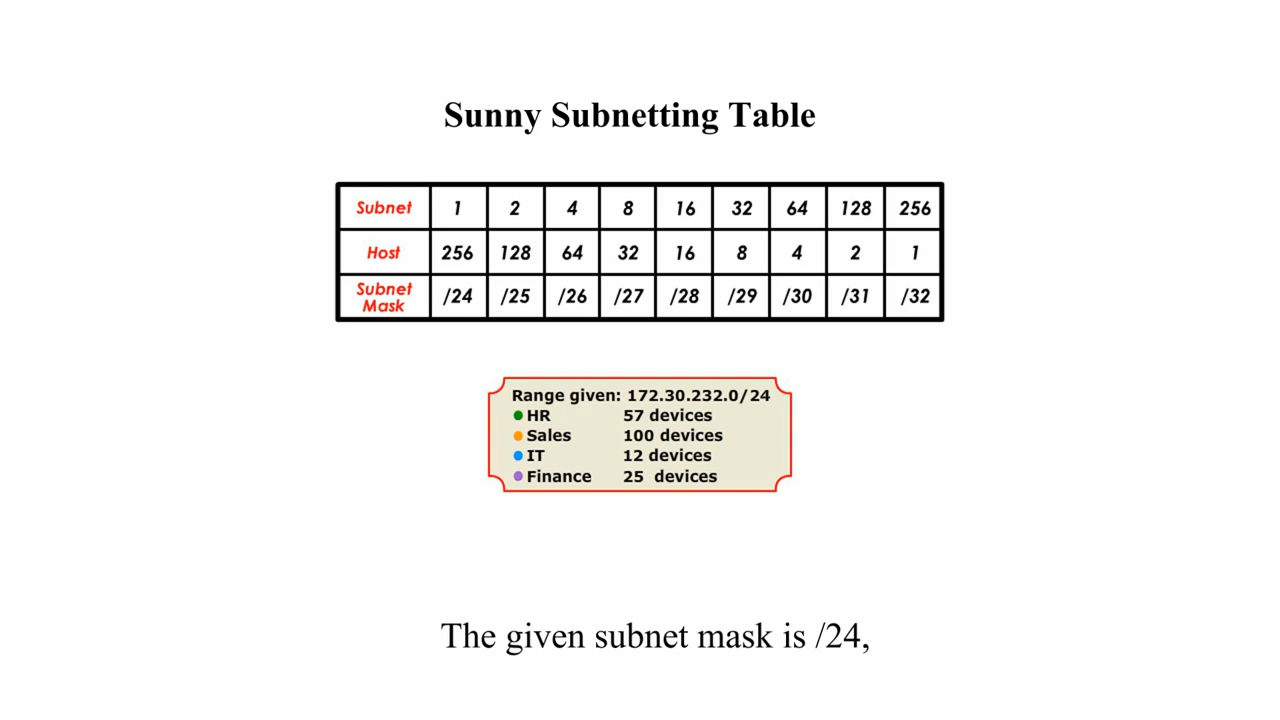 Sunny Subnetting Table
Subnet 1 2 4 8 16 32 64 128 256
Host 256 128 64 32 16 8 4 2 1
Subnet Mask /24 /25 /26 /27 /28 /29 /30 /31 /32
Range given: 172.30.232.0/24
HR 57 devices
Sales 100 devices
IT 12 devices
Finance 25 devices
The given subnet mask is /24,